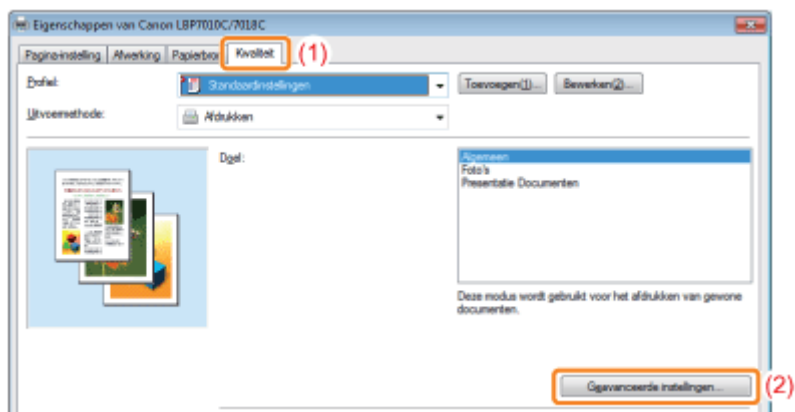 Eigenschappen van Canon LBP7010C/7018C
Pagina-instelling Afwerking Papierbron Kwaliteit (1)
Profiel: Standaardinstellingen Toevoegen(1)... Bewerken(2)...
Uitvoermethode: Afdrukken
Doel: Algemeen
Foto's
Presentatie Documenten
Deze modus wordt gebruikt voor het afdrukken van gewone
documenten.
Geavanceerde instellingen... (2)